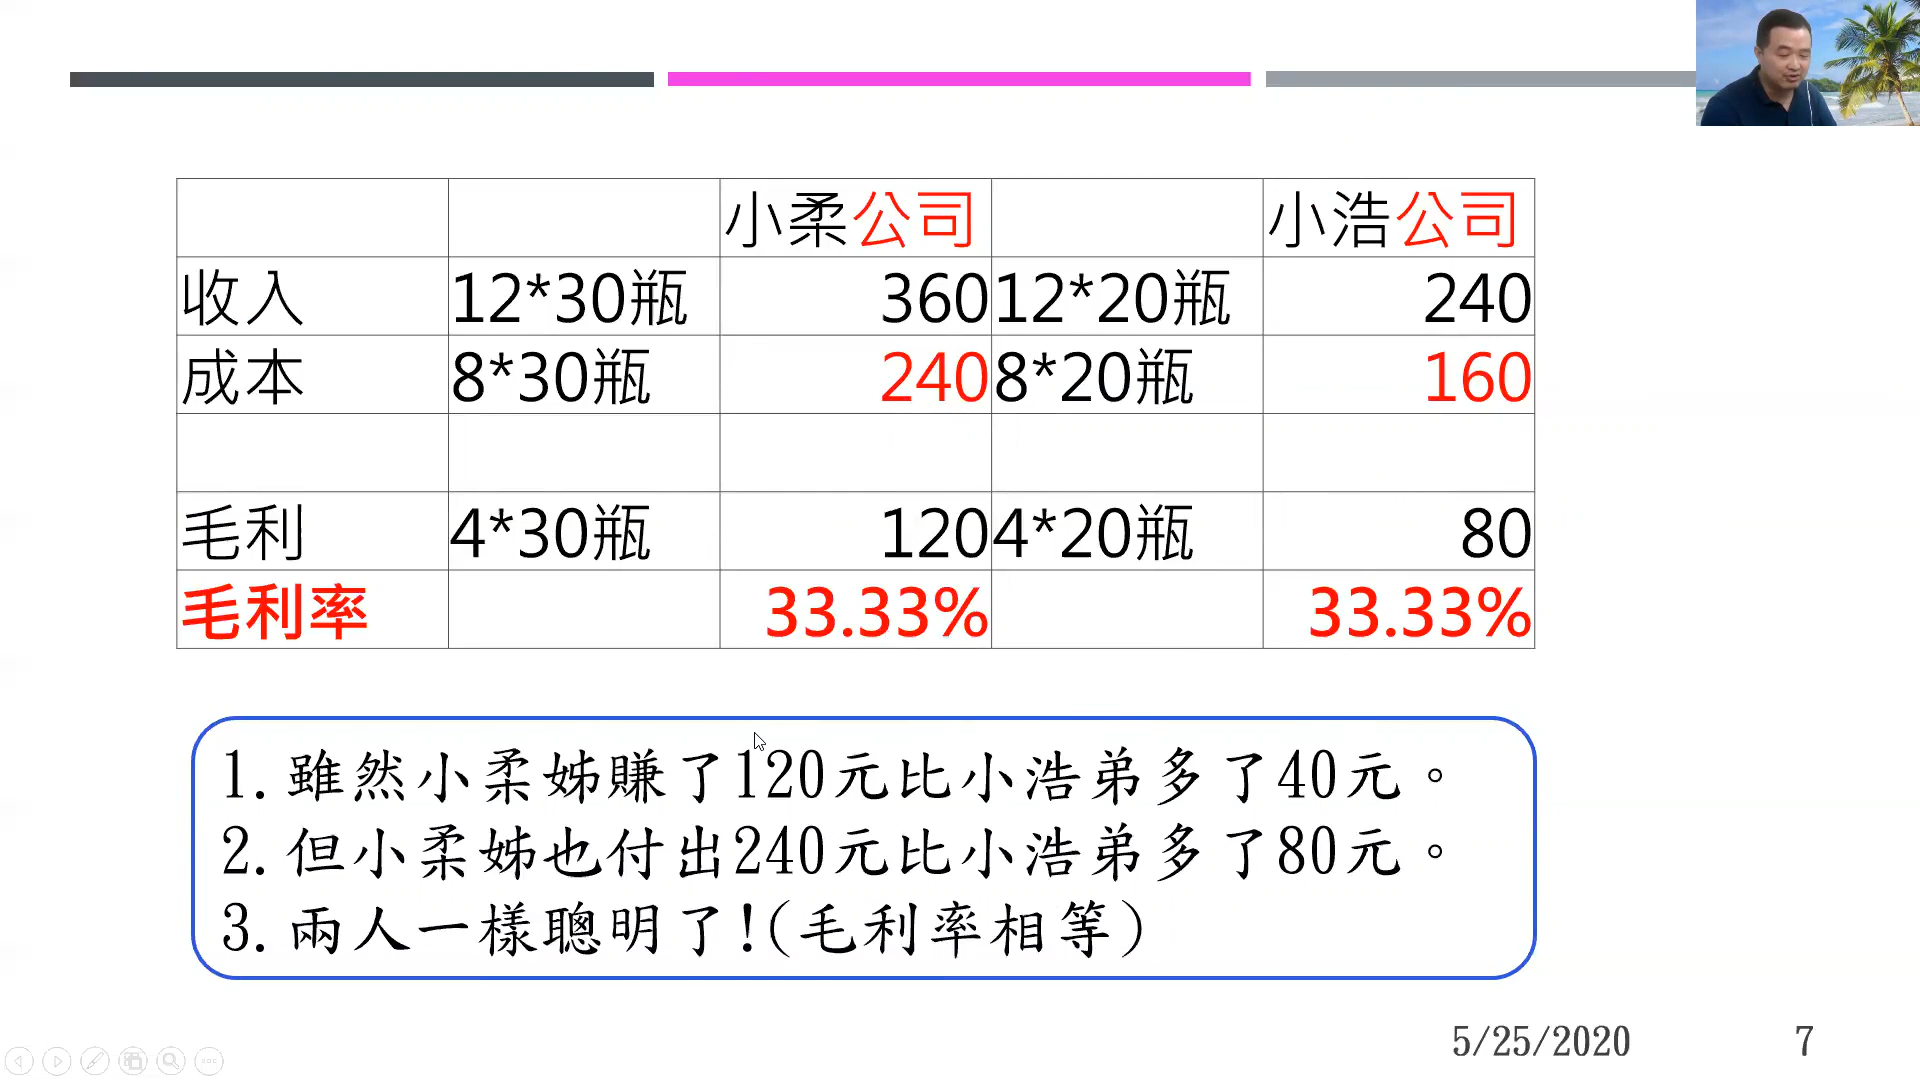 小柔公司 小浩公司
收入 12*30瓶 360 12*20瓶 240
成本 8*30瓶 240 8*20瓶 160
毛利 4*30瓶 120 4*20瓶 80
毛利率 33.33% 33.33%
1.雖然小柔姊賺了120元比小浩弟多了40元。
2.但小柔姊也付出240元比小浩弟多了80元。
3.兩人一樣聰明了!(毛利率相等)
5/25/2020 7